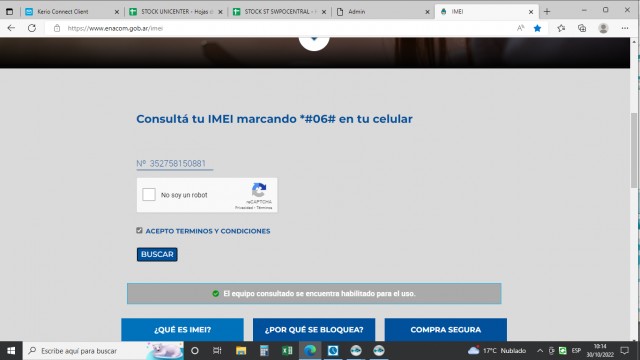 Kerio Connect Client
STOCK UNICENTER - Hojas
STOCK ST SWPOCENTRAL -
Admin
IMEI
https://www.enacom.gob.ar/imei
Consultá tu IMEI marcando *#06# en tu celular
Nº 352758150881
No soy un robot
reCAPTCHA
Privacidad - Términos
ACEPTO TERMINOS Y CONDICIONES
BUSCAR
El equipo consultado se encuentra habilitado para el uso.
¿QUÉ ES IMEI?
¿POR QUÉ SE BLOQUEA?
COMPRA SEGURA
Escribe aquí para buscar
17°C Nublado
ESP
10:14
30/10/2022